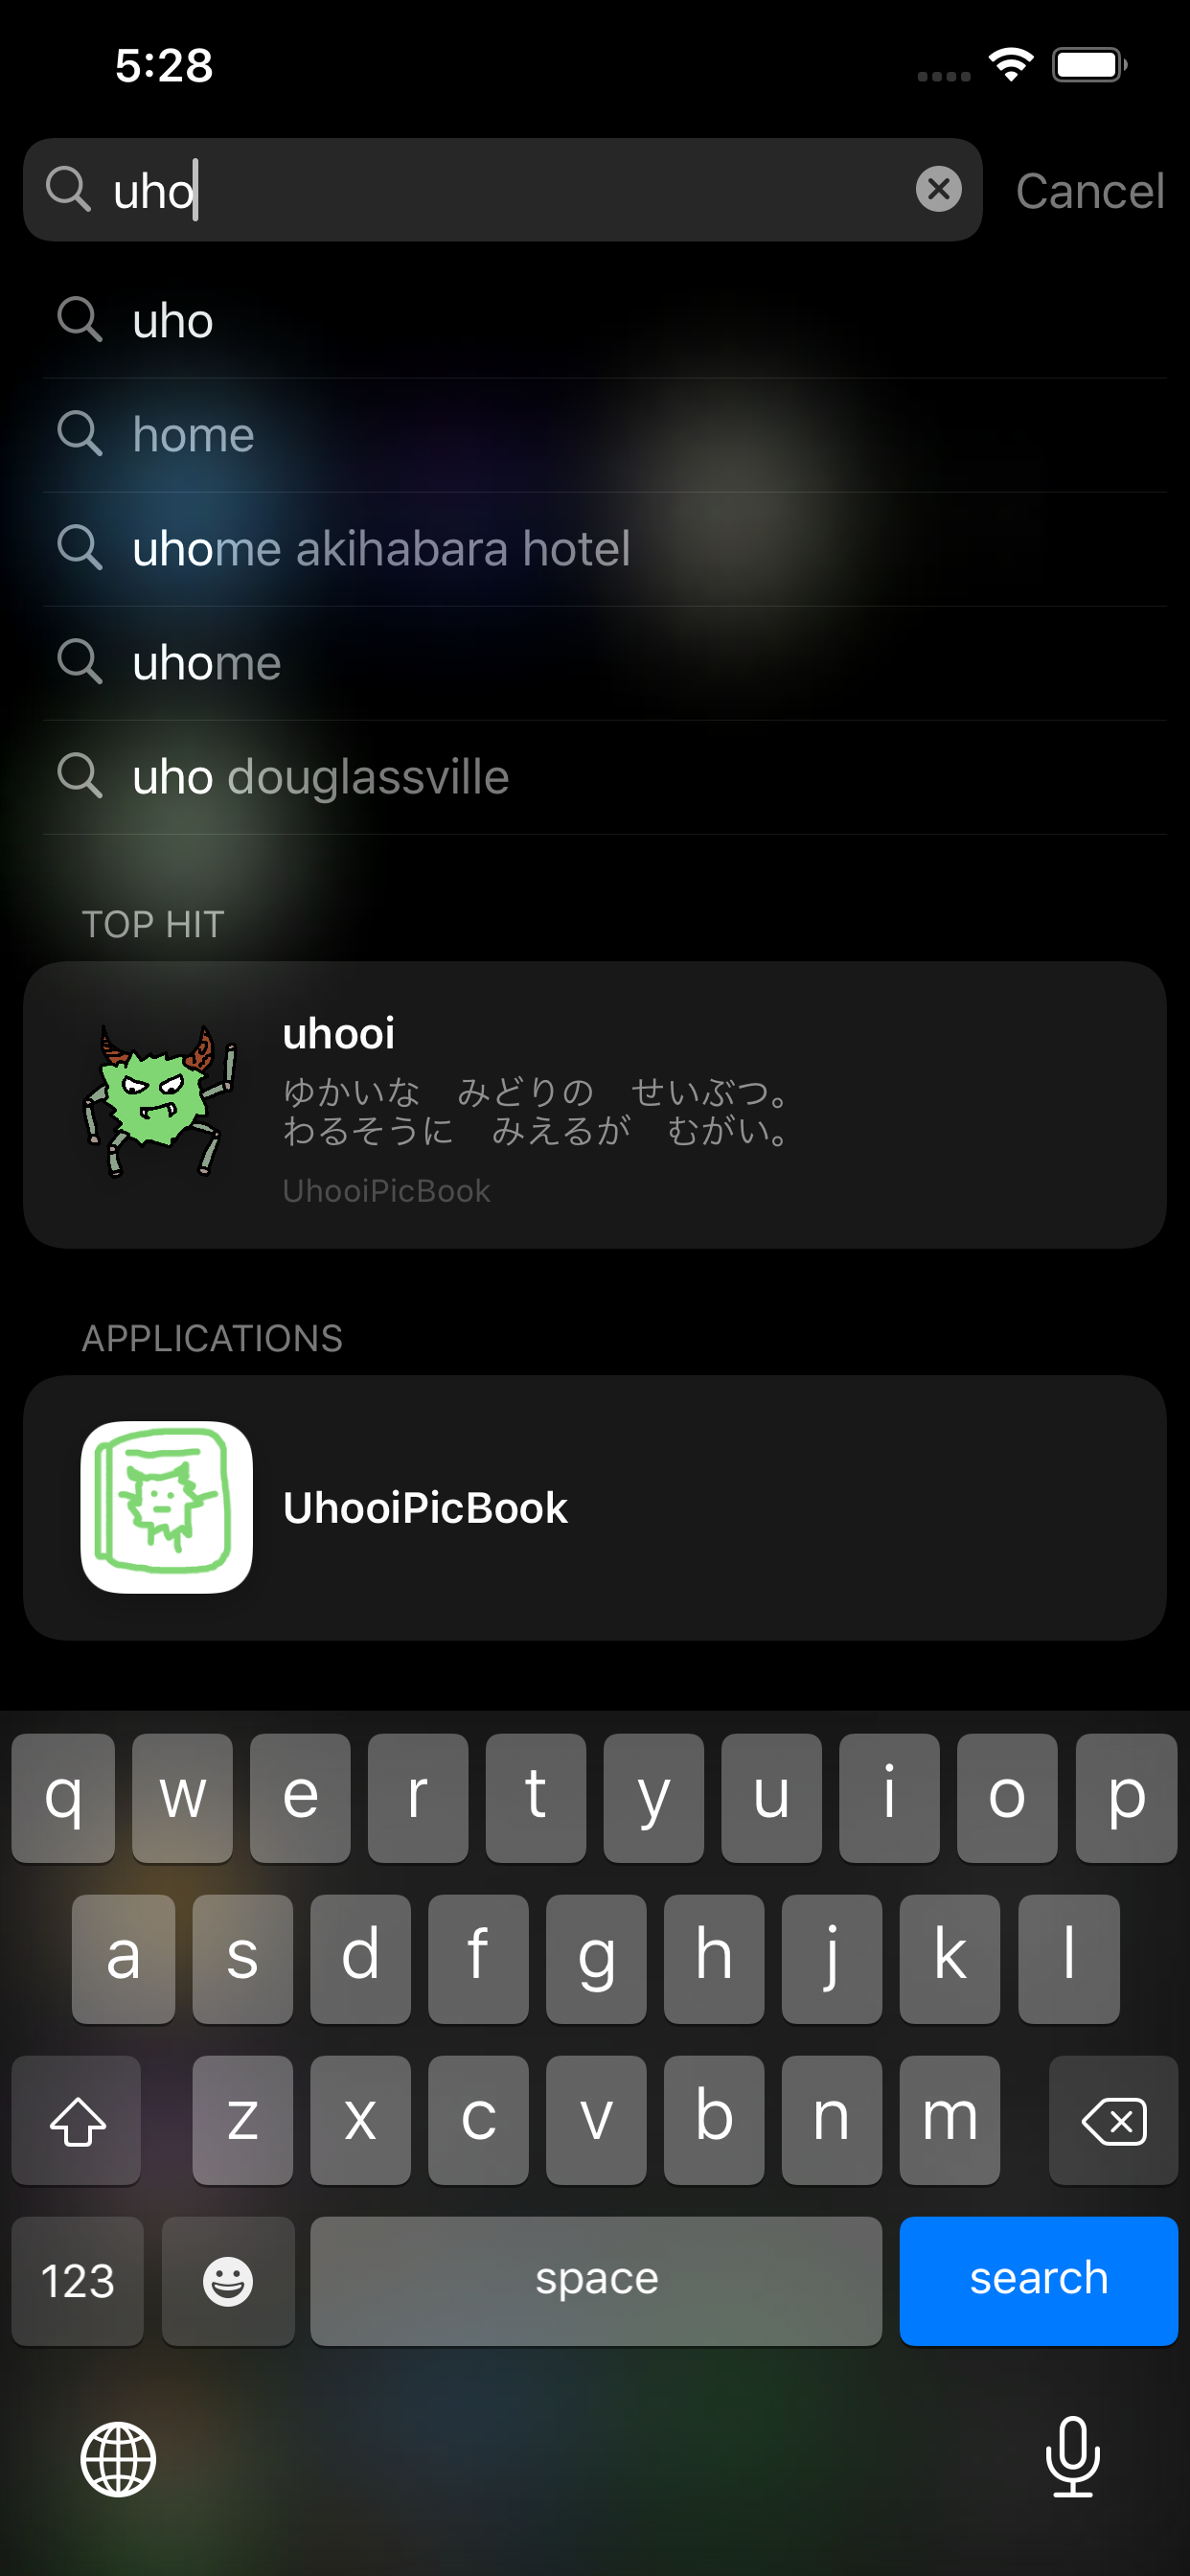 5:28
uho
Cancel
uho
home
uhome akihabara hotel
uhome
uho douglassville
TOP HIT
uhooi
ゆかいな　みどりの　せいぶつ。
わるそうに　みえるが　むがい。
UhooiPicBook
APPLICATIONS
UhooiPicBook
q w e r t y u i o p
a s d f g h j k l
z x c v b n m
123 space search